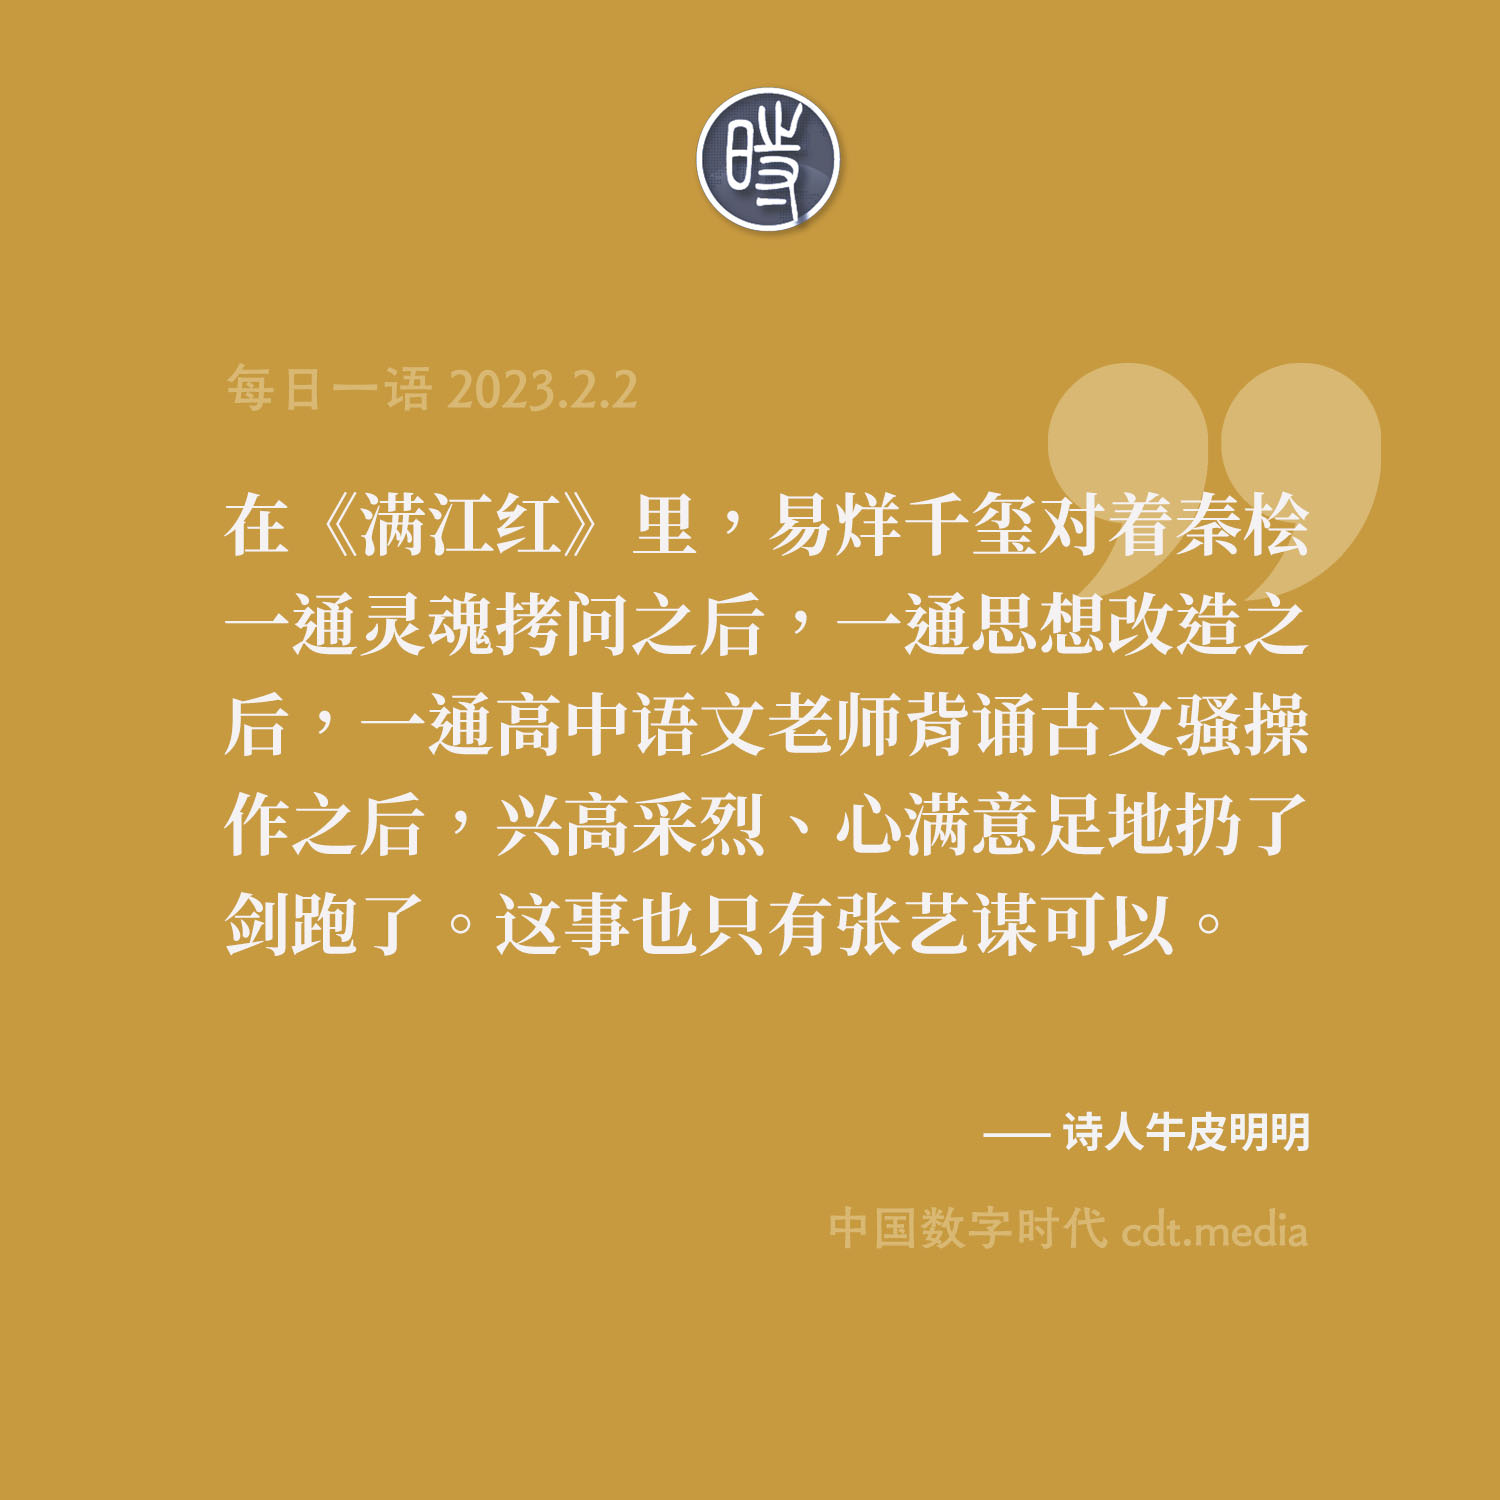 時
每日一语 2023.2.2
在《满江红》里，易烊千玺对着秦桧
一通灵魂拷问之后，一通思想改造之
后，一通高中语文老师背诵古文骚操
作之后，兴高采烈、心满意足地扔了
剑跑了。这事也只有张艺谋可以。
—— 诗人牛皮明明
中国数字时代 cdt.media